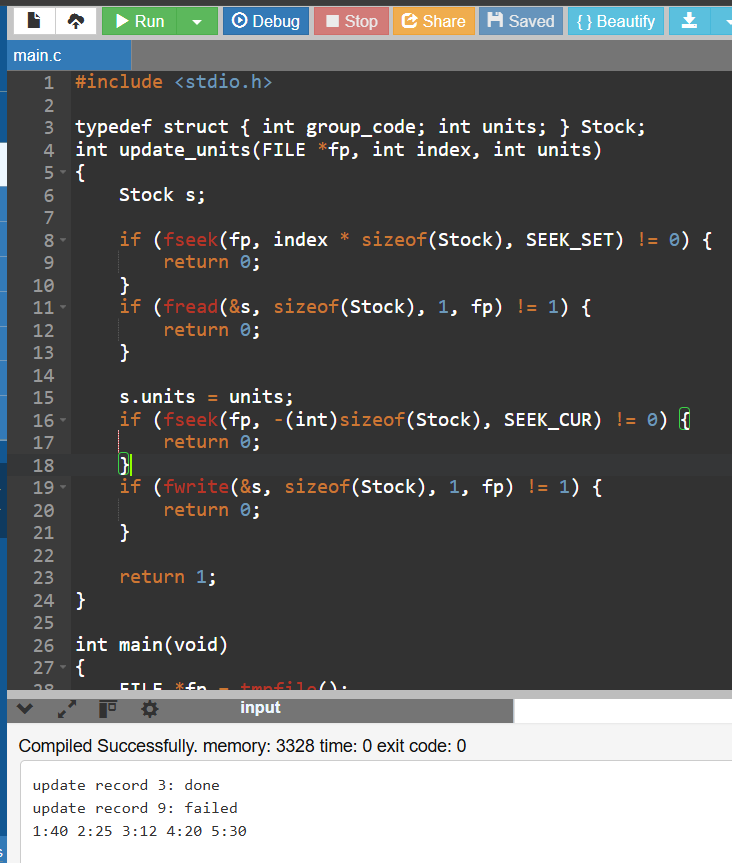 Run Debug Stop Share Saved { } Beautify
main.c
1 #include <stdio.h>
2
3 typedef struct { int group_code; int units; } Stock;
4 int update_units(FILE *fp, int index, int units)
5 {
6     Stock s;
7
8     if (fseek(fp, index * sizeof(Stock), SEEK_SET) != 0) {
9         return 0;
10     }
11     if (fread(&s, sizeof(Stock), 1, fp) != 1) {
12         return 0;
13     }
14
15     s.units = units;
16     if (fseek(fp, -(int)sizeof(Stock), SEEK_CUR) != 0) {
17         return 0;
18     }
19     if (fwrite(&s, sizeof(Stock), 1, fp) != 1) {
20         return 0;
21     }
22
23     return 1;
24 }
25
26 int main(void)
27 {
28     FILE *fp = tmpfile();
input
Compiled Successfully. memory: 3328 time: 0 exit code: 0
update record 3: done
update record 9: failed
1:40 2:25 3:12 4:20 5:30